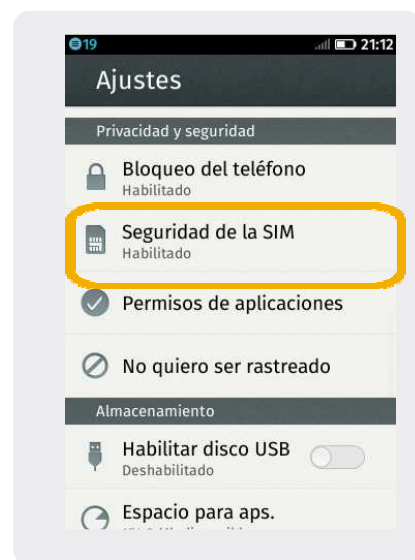 19 21:12
Ajustes
Privacidad y seguridad
Bloqueo del teléfono
Habilitado
Seguridad de la SIM
Habilitado
Permisos de aplicaciones
No quiero ser rastreado
Almacenamiento
Habilitar disco USB
Deshabilitado
Espacio para aps.